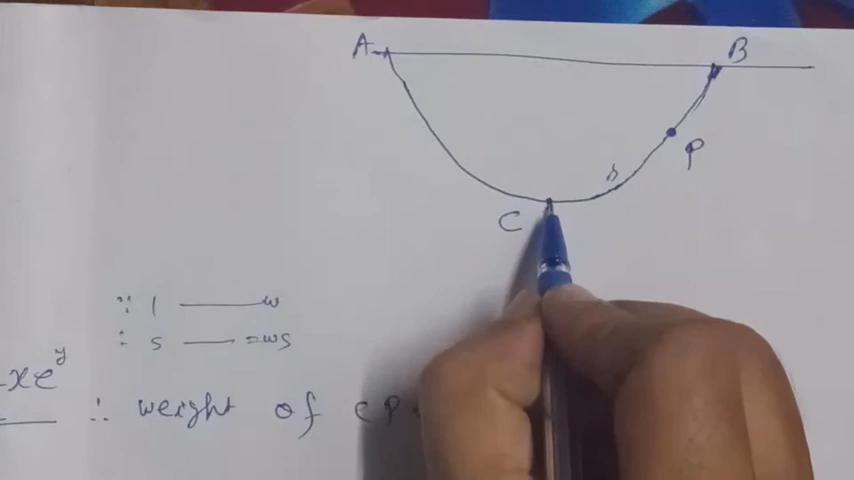 A
B
P
s
C
∵ 1 —— w
∴ s —— = ws
xe^y
∴ weight of CP